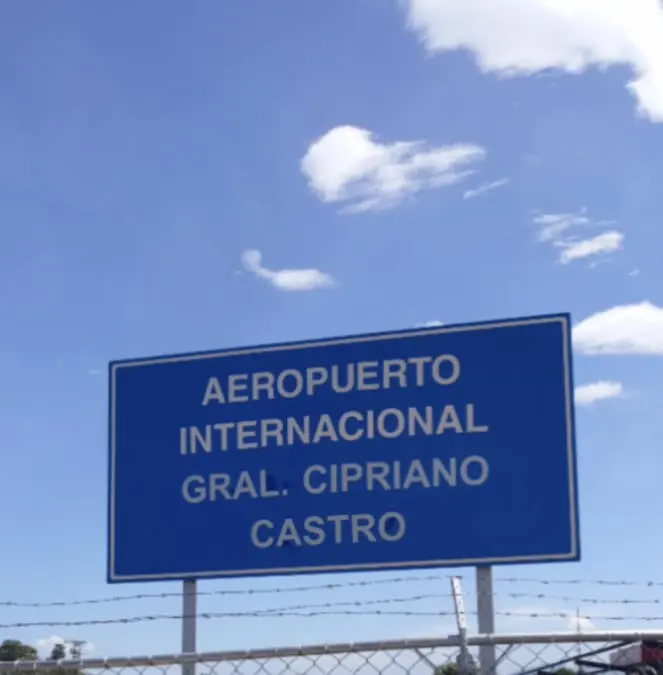 AEROPUERTO
INTERNACIONAL
GRAL. CIPRIANO
CASTRO